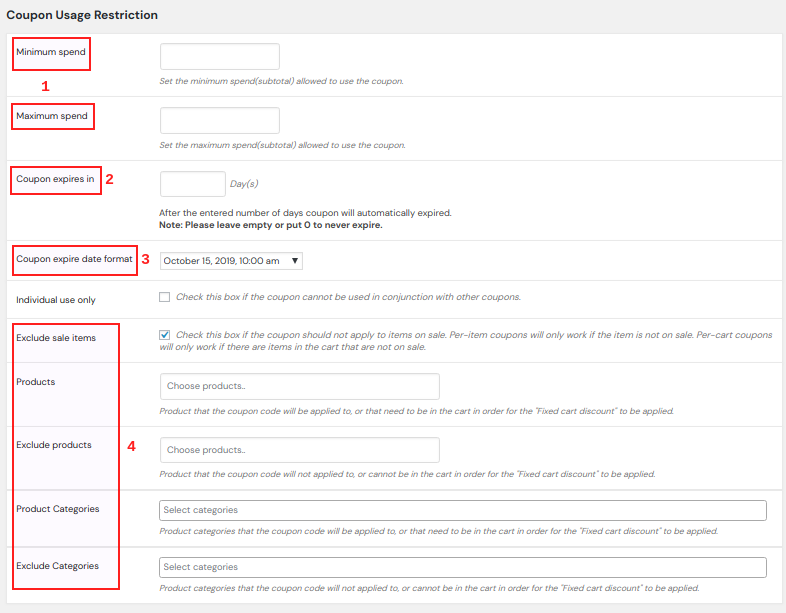 Coupon Usage Restriction
Minimum spend
Set the minimum spend(subtotal) allowed to use the coupon.
1
Maximum spend
Set the maximum spend(subtotal) allowed to use the coupon.
Coupon expires in 2 Day(s)
After the entered number of days coupon will automatically expired.
Note: Please leave empty or put 0 to never expire.
Coupon expire date format 3 October 15, 2019, 10:00 am ▼
Individual use only Check this box if the coupon cannot be used in conjunction with other coupons.
Exclude sale items Check this box if the coupon should not apply to items on sale. Per-item coupons will only work if the item is not on sale. Per-cart coupons
will only work if there are items in the cart that are not on sale.
Products Choose products..
Product that the coupon code will be applied to, or that need to be in the cart in order for the "Fixed cart discount" to be applied.
Exclude products 4 Choose products..
Product that the coupon code will not applied to, or cannot be in the cart in order for the "Fixed cart discount" to be applied.
Product Categories Select categories
Product categories that the coupon code will be applied to, or that need to be in the cart in order for the "Fixed cart discount" to be applied.
Exclude Categories Select categories
Product categories that the coupon code will not applied to, or cannot be in the cart in order for the "Fixed cart discount" to be applied.